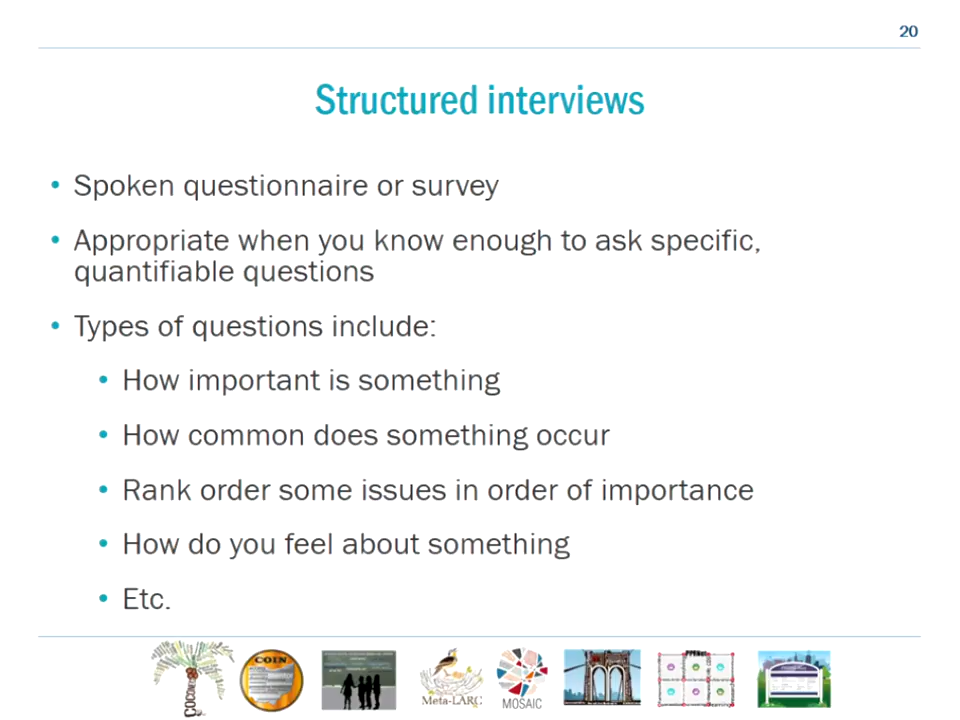 20
Structured interviews
• Spoken questionnaire or survey
• Appropriate when you know enough to ask specific,
quantifiable questions
• Types of questions include:
• How important is something
• How common does something occur
• Rank order some issues in order of importance
• How do you feel about something
• Etc.
COCONET
COIN
Meta-LARC
MOSAIC
PPRNet